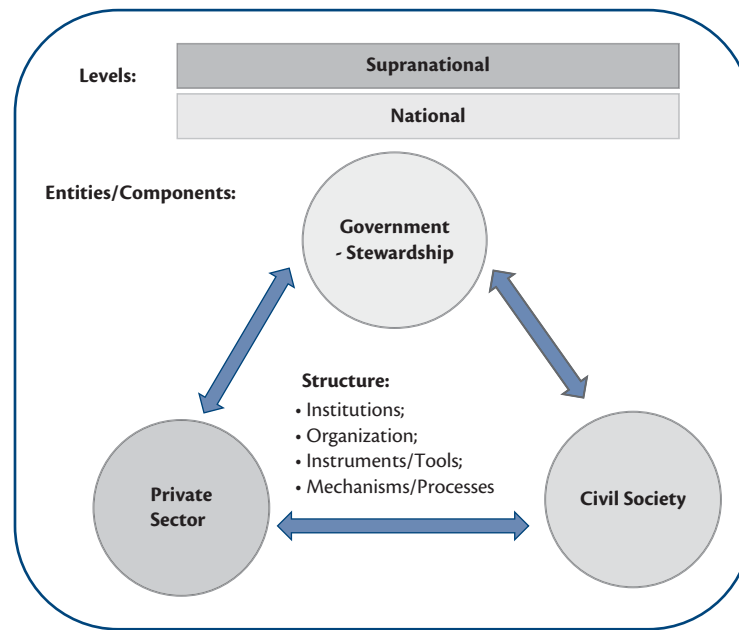 Levels:
Supranational
National
Entities/Components:
Government
- Stewardship
Structure:
• Institutions;
• Organization;
• Instruments/Tools;
• Mechanisms/Processes
Private
Sector
Civil Society